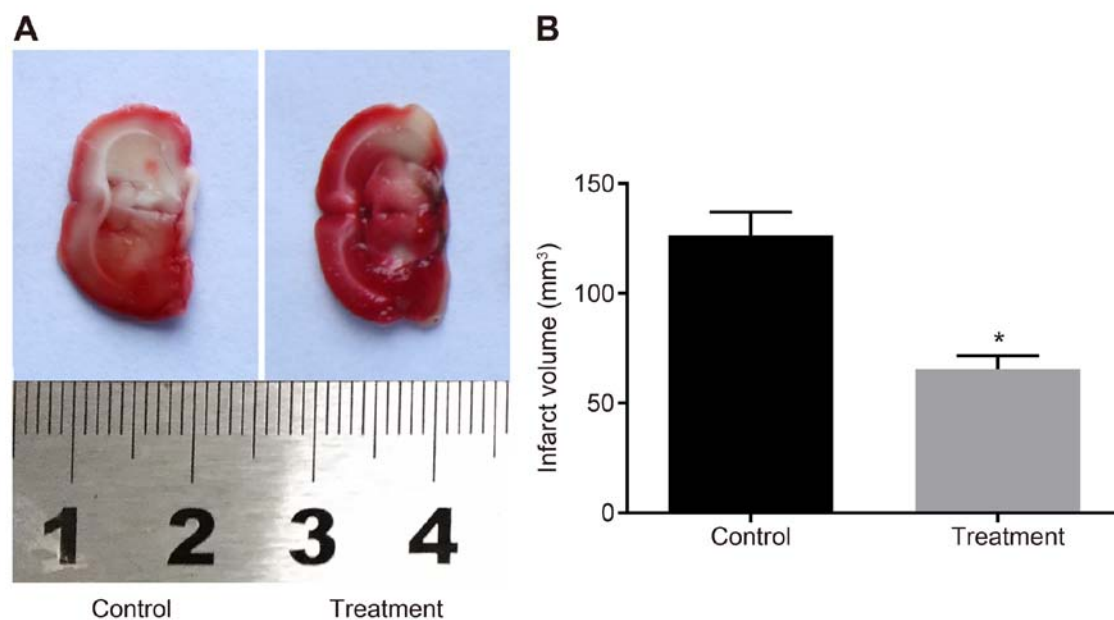 A
1 2 3 4
Control Treatment
B
Infarct volume (mm³)
150
100
50
0
*
Control Treatment